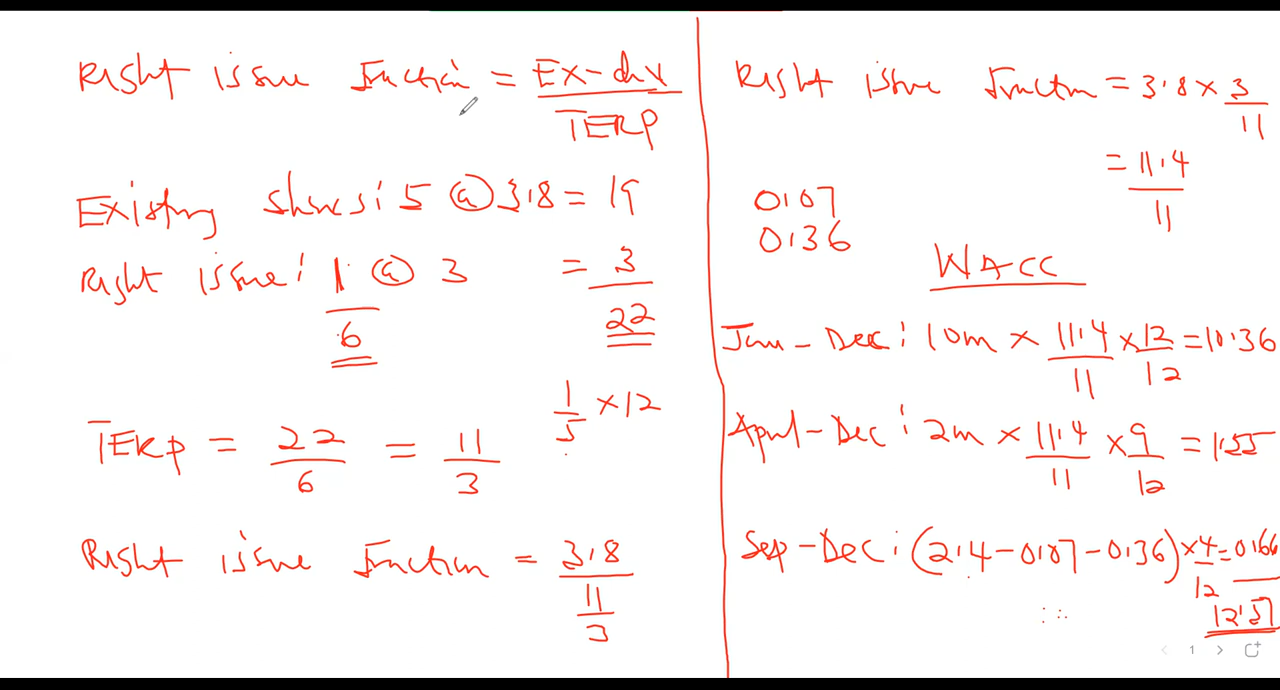 Right issue fraction = Ex-div / TERP
Existing shares: 5 @ 3.8 = 19
Right issue: 1 @ 3 = 3
6 22
TERP = 22/6 = 11/3
1/5 × 12
Right issue fraction = 3.8 / 11/3
Right issue fraction = 3.8 × 3/11
= 11.4/11
0.07
0.36
WACC
Jan - Dec: 10m × 11.4/11 × 12/12 = 10.36
April - Dec: 2m × 11.4/11 × 9/12 = 1.55
Sep - Dec: (2.4 - 0.07 - 0.36) × 4/12 = 0.66
12.57
1